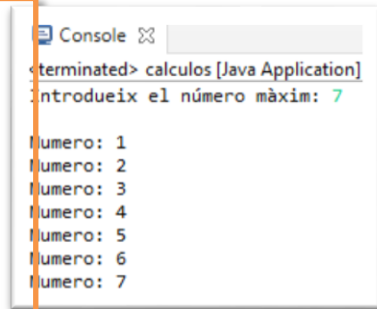 Console
<terminated> calculos [Java Application]
Introdueix el número màxim: 7
Numero: 1
Numero: 2
Numero: 3
Numero: 4
Numero: 5
Numero: 6
Numero: 7